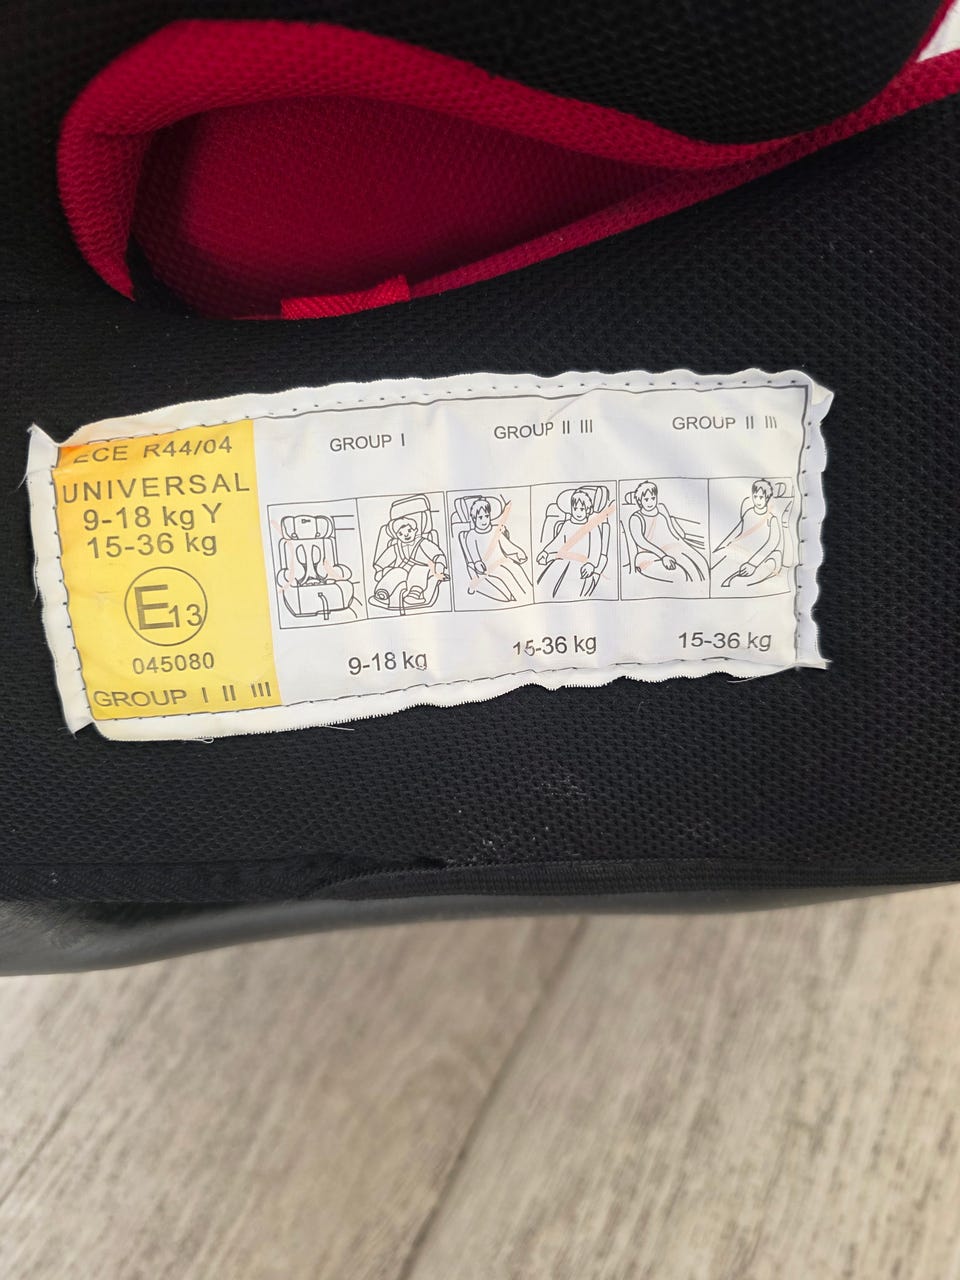 ECE R44/04
UNIVERSAL
9-18 kg Y
15-36 kg
E13
045080
GROUP I II III
GROUP I
GROUP II III
GROUP II III
9-18 kg
15-36 kg
15-36 kg